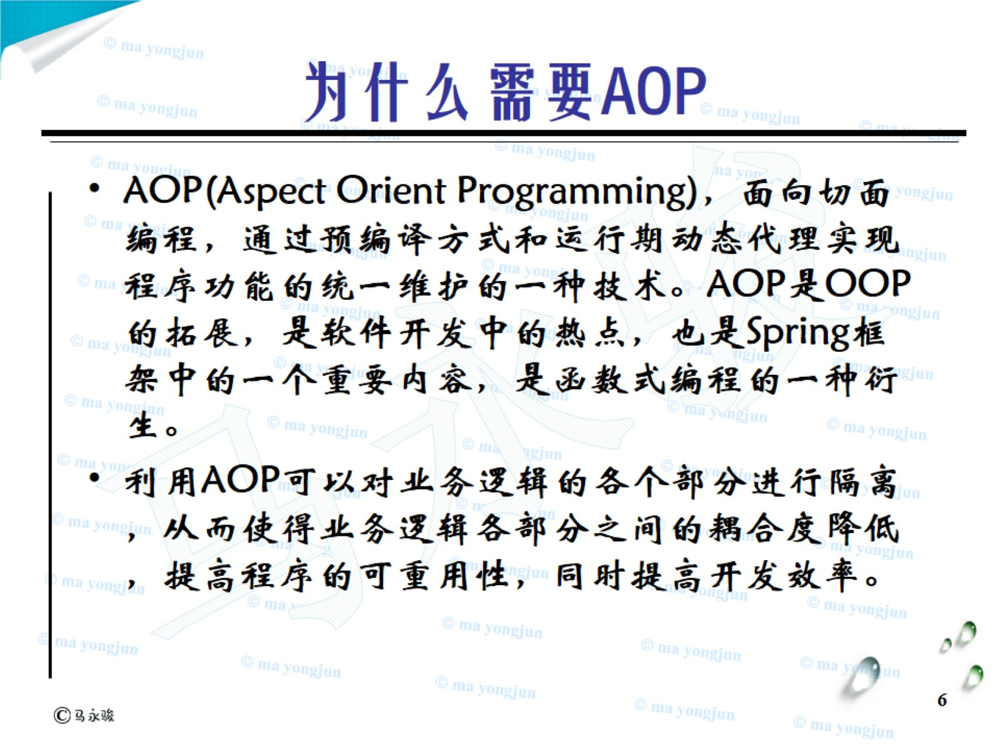 为什么需要AOP
• AOP(Aspect Orient Programming)，面向切面
编程，通过预编译方式和运行期动态代理实现
程序功能的统一维护的一种技术。AOP是OOP
的拓展，是软件开发中的热点，也是Spring框
架中的一个重要内容，是函数式编程的一种衍
生。
• 利用AOP可以对业务逻辑的各个部分进行隔离
，从而使得业务逻辑各部分之间的耦合度降低
，提高程序的可重用性，同时提高开发效率。
马永骏
© ma yongjun
6
©马永骏